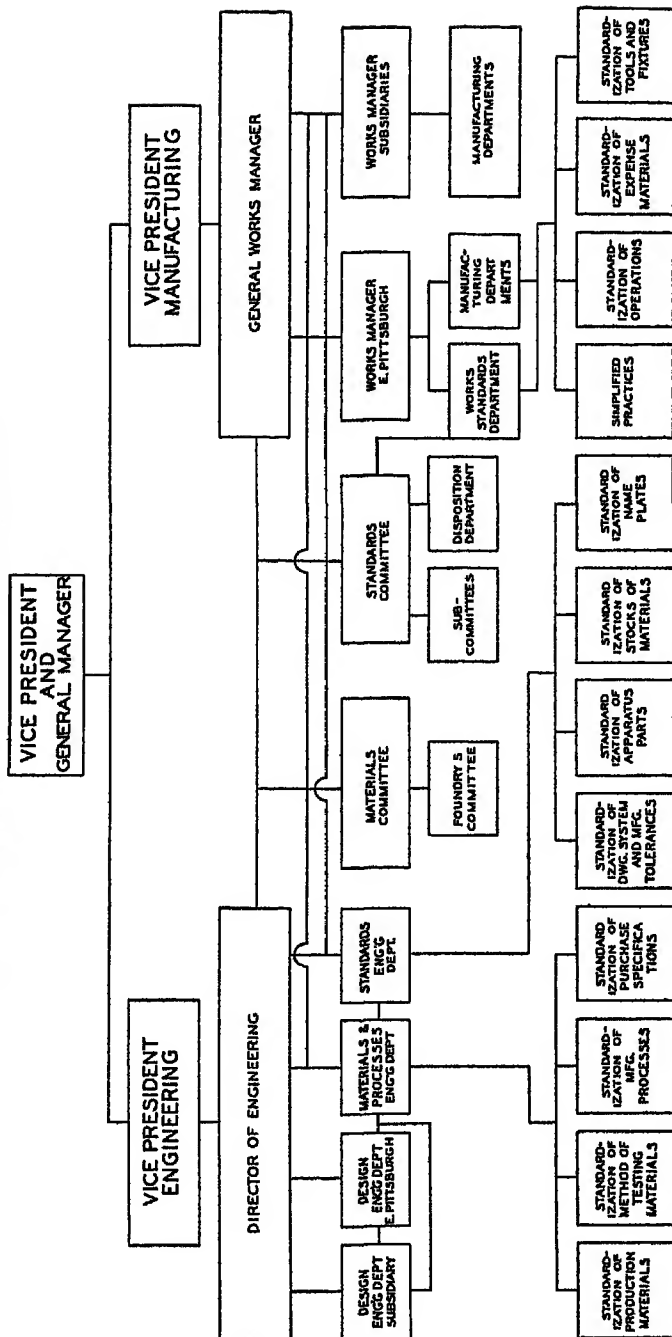 VICE PRESIDENT
AND
GENERAL MANAGER
VICE PRESIDENT
ENGINEERING
VICE PRESIDENT
MANUFACTURING
DIRECTOR OF ENGINEERING
GENERAL WORKS MANAGER
DESIGN
ENG'G DEPT
SUBSIDIARY
DESIGN
ENG'G DEPT
E. PITTSBURGH
MATERIALS &
PROCESSES
ENG'G DEPT
STANDARDS
ENG'G
DEPT.
MATERIALS
COMMITTEE
STANDARDS
COMMITTEE
WORKS MANAGER
E. PITTSBURGH
WORKS MANAGER
SUBSIDIARIES
FOUNDRY S
COMMITTEE
SUB-
COMMITTEES
DISPOSITION
DEPARTMENT
WORKS
STANDARDS
DEPARTMENT
MANUFAC-
TURING
DEPART
MENTS
MANUFACTURING
DEPARTMENTS
STANDARD-
IZATION OF
PRODUCTION
MATERIALS
STANDARD-
IZATION OF
METHOD OF
TESTING
MATERIALS
STANDARD-
IZATION OF
MFG.
PROCESSES
STANDARD
IZATION OF
PURCHASE
SPECIFICA
TIONS
STANDARD-
IZATION OF
DWG. SYSTEM
AND MFG.
TOLERANCES
STANDARD
IZATION OF
APPARATUS
PARTS
STANDARD
IZATION OF
STOCKS OF
MATERIALS
STANDARD
IZATION OF
NAME
PLATES
SIMPLIFIED
PRACTICES
STANDARD-
IZATION OF
OPERATIONS
STANDARD-
IZATION OF
EXPENSE
MATERIALS
STANDARD-
IZATION OF
TOOLS AND
FIXTURES